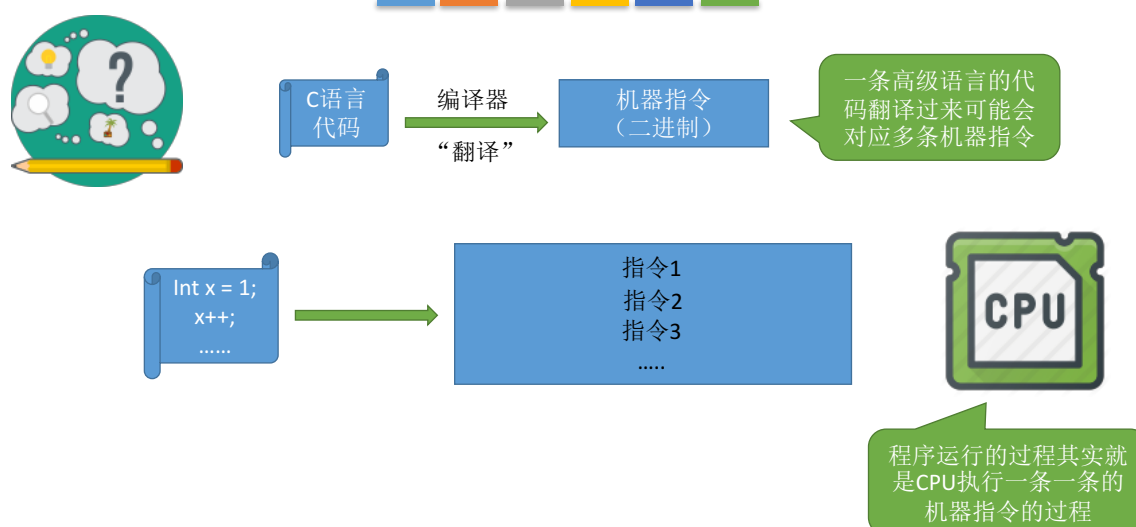 ?
C语言
代码
编译器
“翻译”
机器指令
（二进制）
一条高级语言的代
码翻译过来可能会
对应多条机器指令
Int x = 1;
x++;
……
指令1
指令2
指令3
…..
CPU
程序运行的过程其实就
是CPU执行一条一条的
机器指令的过程